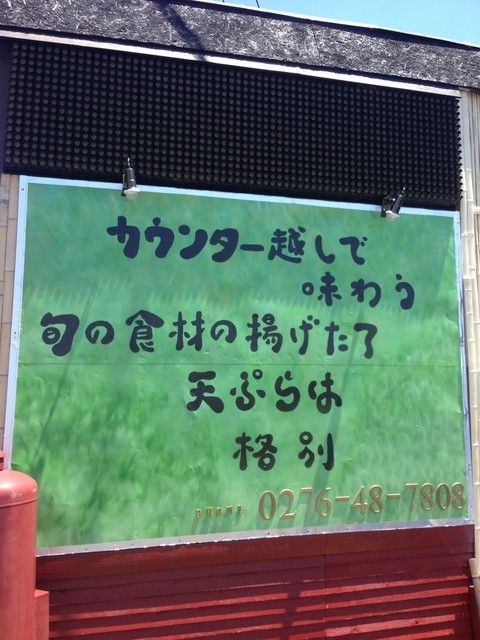 カウンター越しで
味わう
旬の食材の揚げたて
天ぷらは
格別
PHONE 0276-48-7808